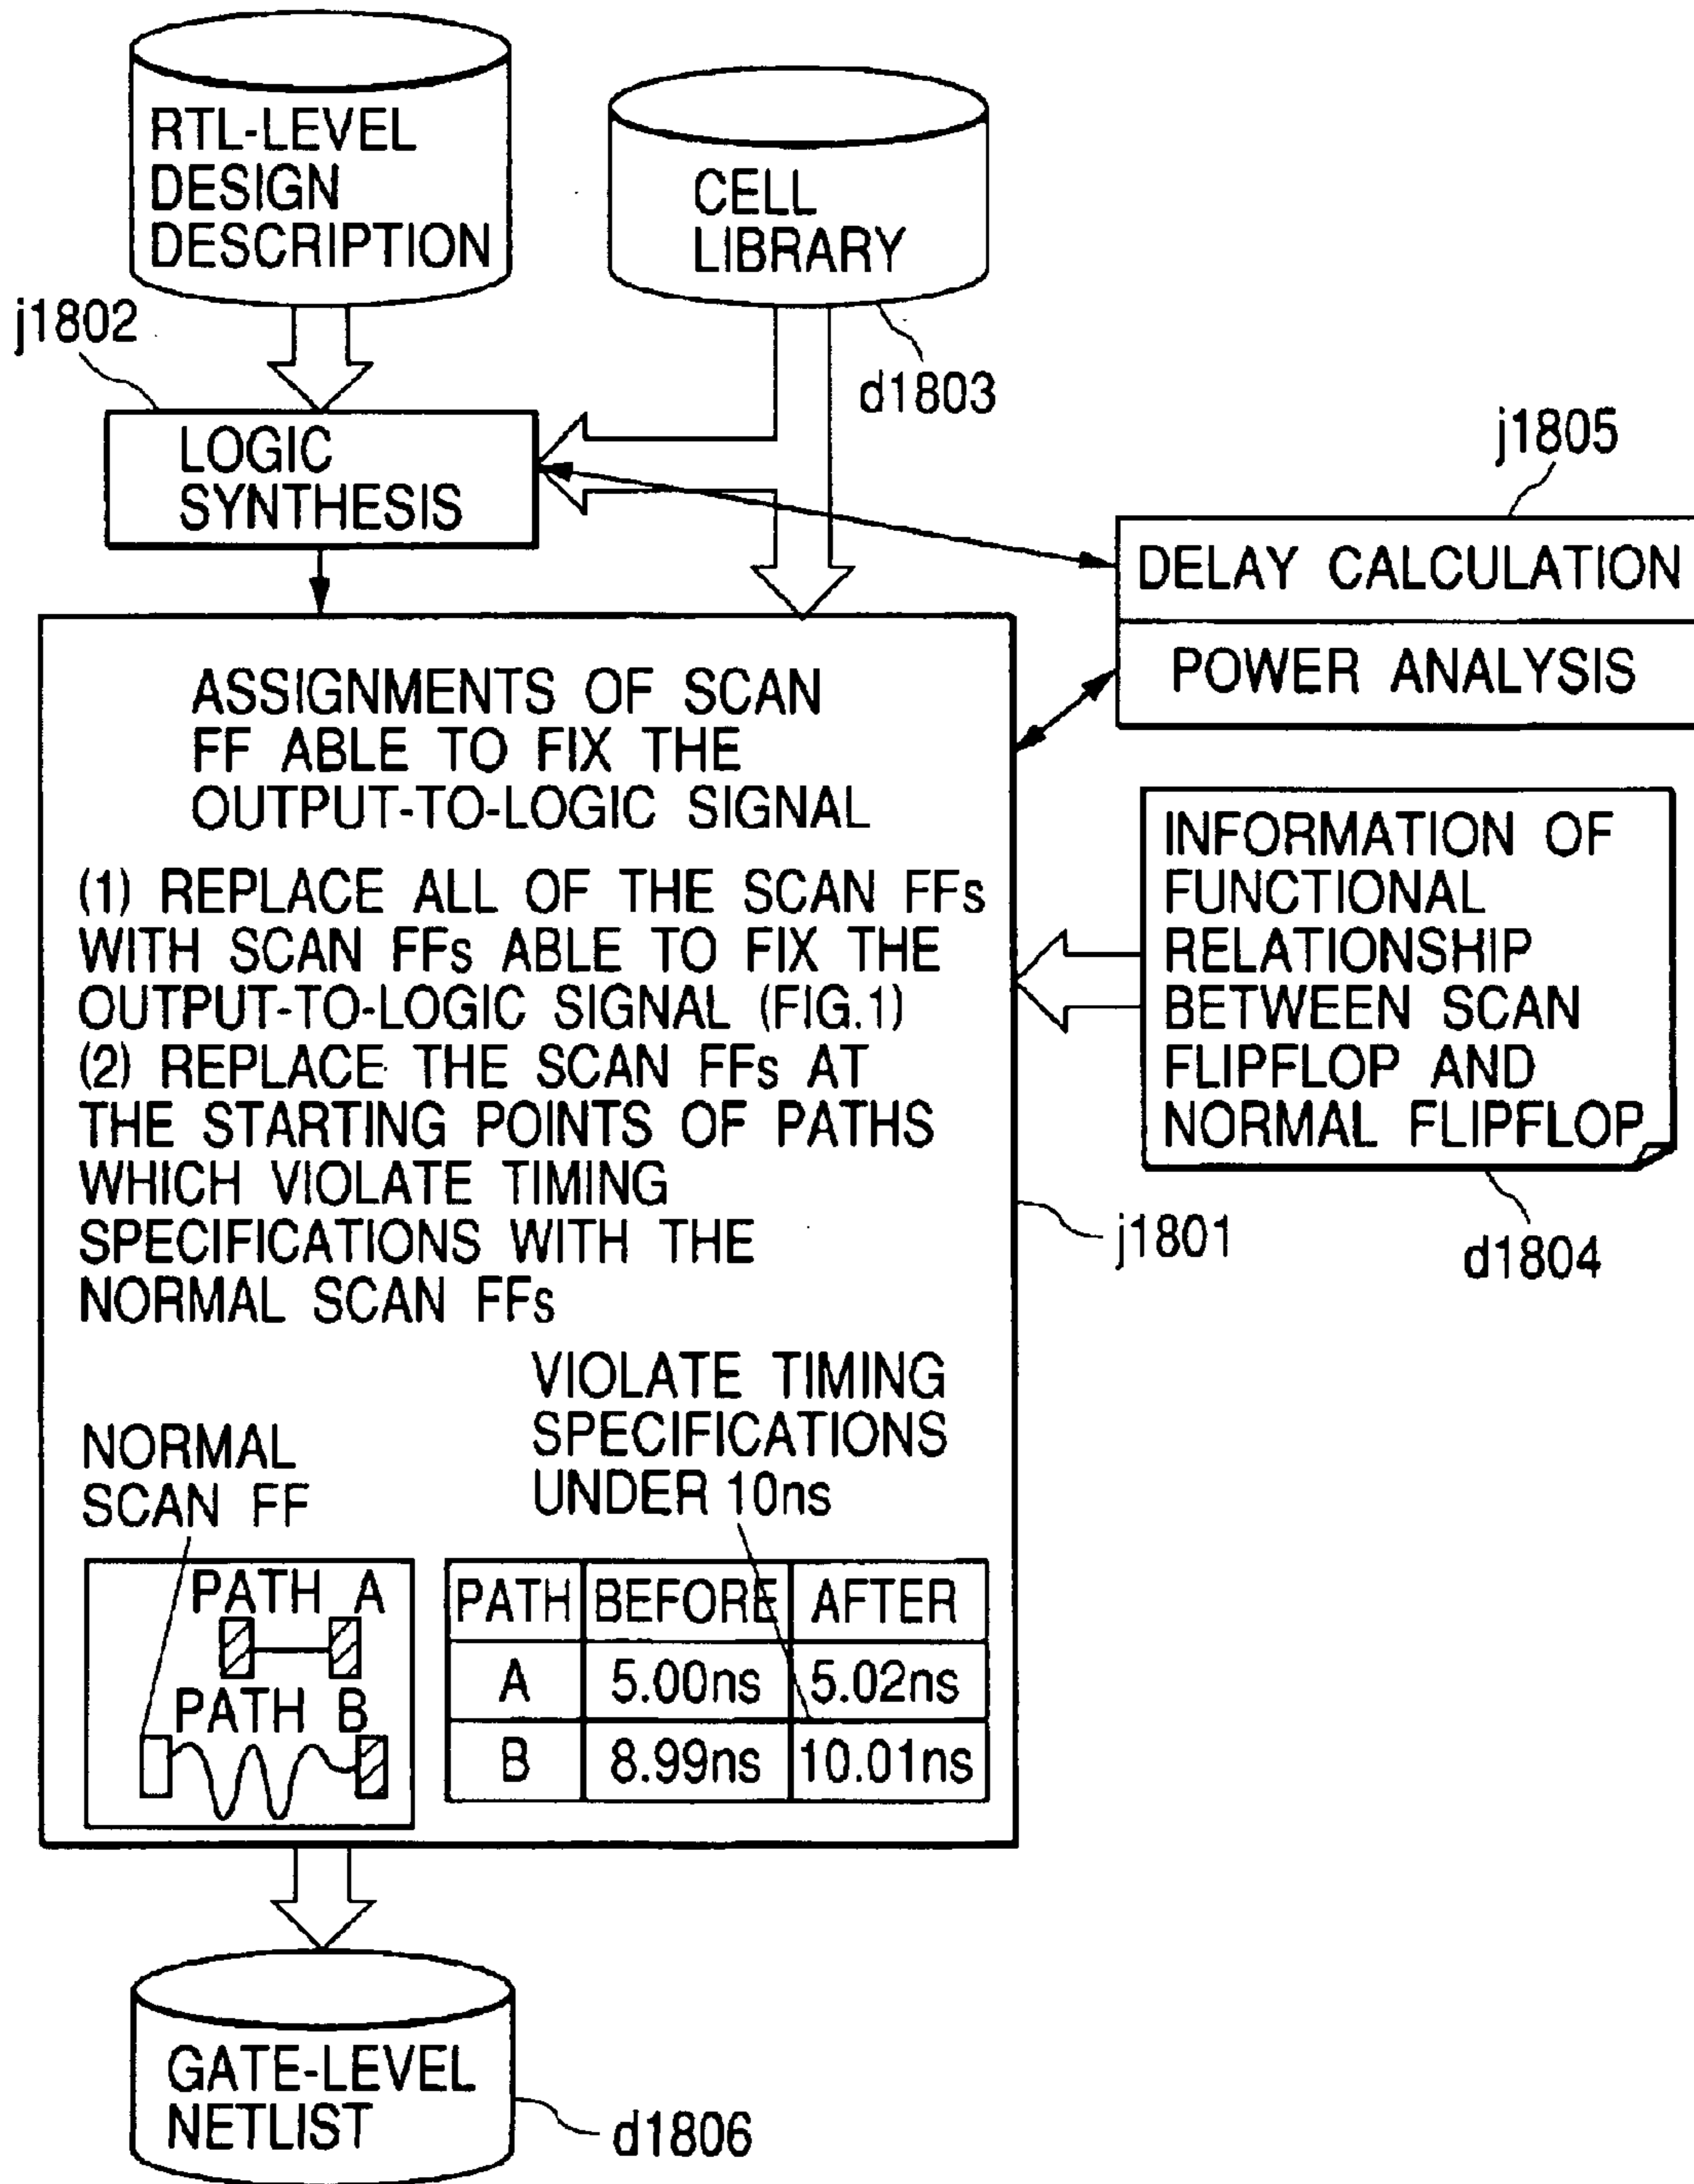 RTL-LEVEL
DESIGN
DESCRIPTION
CELL
LIBRARY
j1802
d1803
LOGIC
SYNTHESIS
j1805
DELAY CALCULATION
POWER ANALYSIS
ASSIGNMENTS OF SCAN
FF ABLE TO FIX THE
OUTPUT-TO-LOGIC SIGNAL
(1) REPLACE ALL OF THE SCAN FFs
WITH SCAN FFs ABLE TO FIX THE
OUTPUT-TO-LOGIC SIGNAL (FIG.1)
(2) REPLACE THE SCAN FFs AT
THE STARTING POINTS OF PATHS
WHICH VIOLATE TIMING
SPECIFICATIONS WITH THE
NORMAL SCAN FFs
INFORMATION OF
FUNCTIONAL
RELATIONSHIP
BETWEEN SCAN
FLIPFLOP AND
NORMAL FLIPFLOP
j1801
d1804
VIOLATE TIMING
SPECIFICATIONS
UNDER 10ns
NORMAL
SCAN FF
PATH A
PATH B
PATH BEFORE AFTER
A 5.00ns 5.02ns
B 8.99ns 10.01ns
GATE-LEVEL
NETLIST
d1806